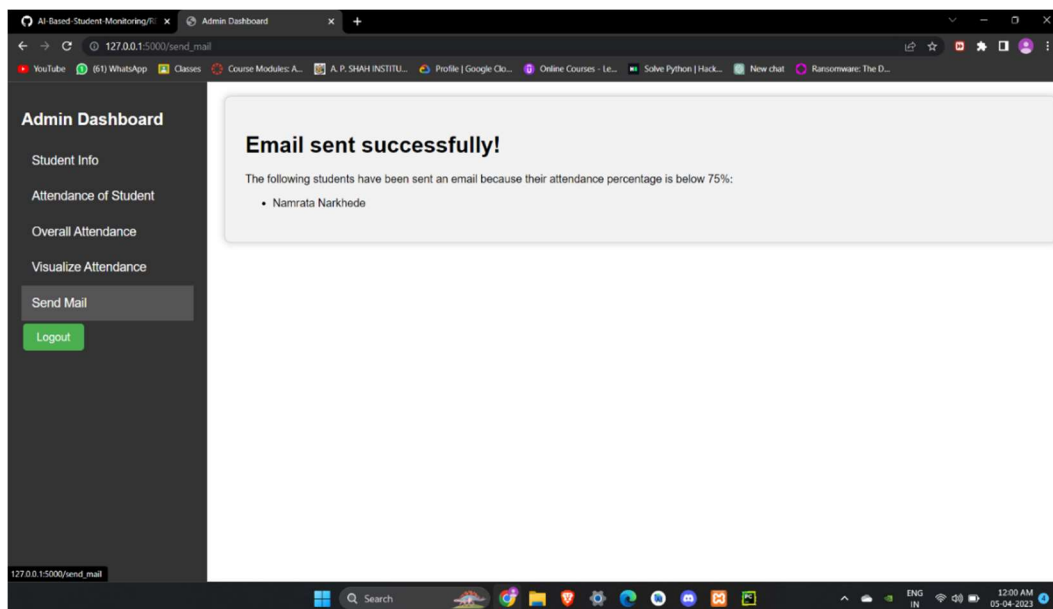 AI-Based-Student-Monitoring/RE
Admin Dashboard
127.0.0.1:5000/send_mail
YouTube (61) WhatsApp Classes Course Modules: A... A. P. SHAH INSTITU... Profile | Google Clo... Online Courses - Le... Solve Python | Hack... New chat Ransomware: The D...
Admin Dashboard
Student Info
Attendance of Student
Overall Attendance
Visualize Attendance
Send Mail
Logout
Email sent successfully!
The following students have been sent an email because their attendance percentage is below 75%:
• Namrata Narkhede
127.0.0.1:5000/send_mail
Search
ENG
IN
12:00 AM
05-04-2023
4